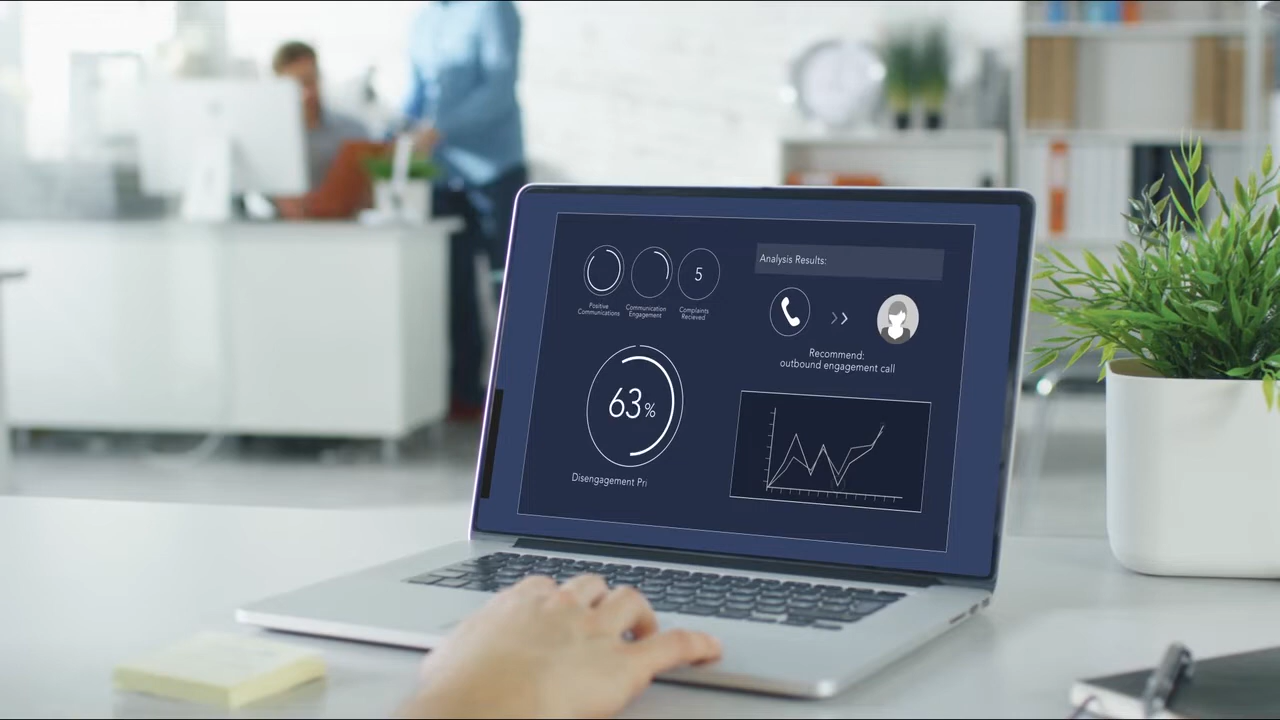 5
Positive
Communications
Communication
Engagement
Complaints
Recieved
63%
Disengagement Pri
Analysis Results:
Recommend:
outbound engagement call